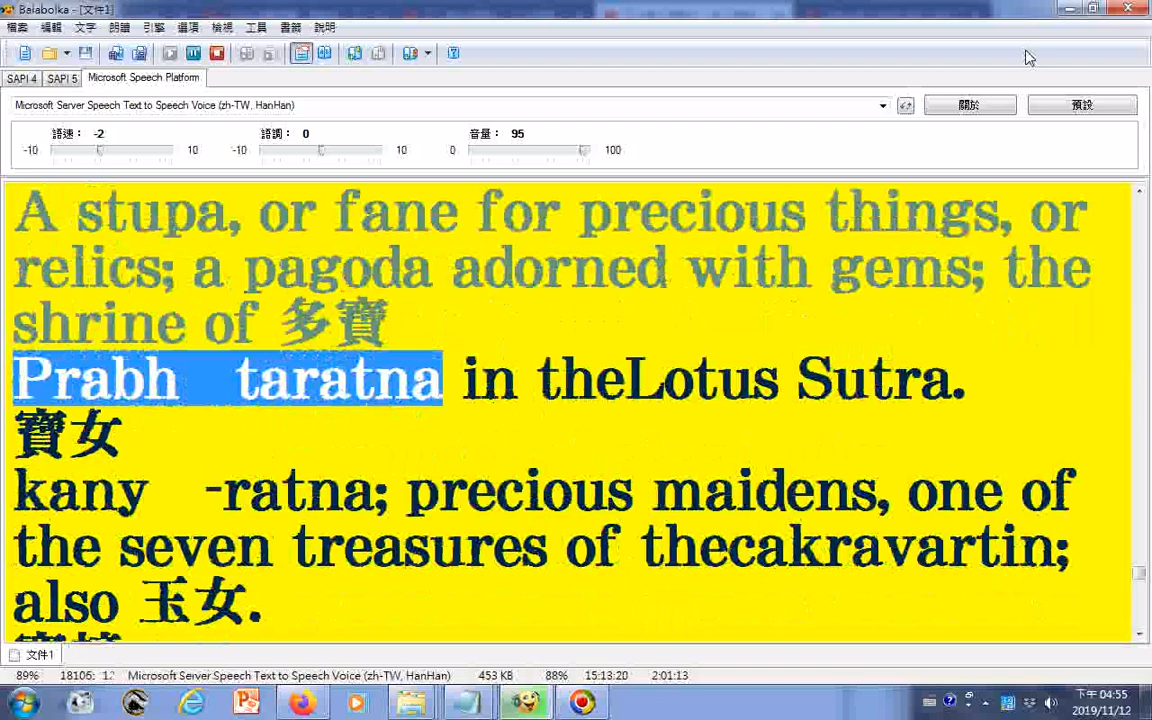 Balabolka - [文件1]
檔案 編輯 文字 朗讀 引擎 選項 檢視 工具 書籤 說明
SAPI 4 SAPI 5 Microsoft Speech Platform
Microsoft Server Speech Text to Speech Voice (zh-TW, HanHan) 關於 預設
語速： -2 語調： 0 音量： 95
-10 10 -10 10 0 100
A stupa, or fane for precious things, or
relics; a pagoda adorned with gems; the
shrine of 多寶
Prabh taratna in theLotus Sutra.
寶女
kany -ratna; precious maidens, one of
the seven treasures of thecakravartin;
also 玉女.
文件1
89% 18106: 12 Microsoft Server Speech Text to Speech Voice (zh-TW, HanHan) 453 KB 88% 15:13:20 2:01:13
下午 04:55
2019/11/12